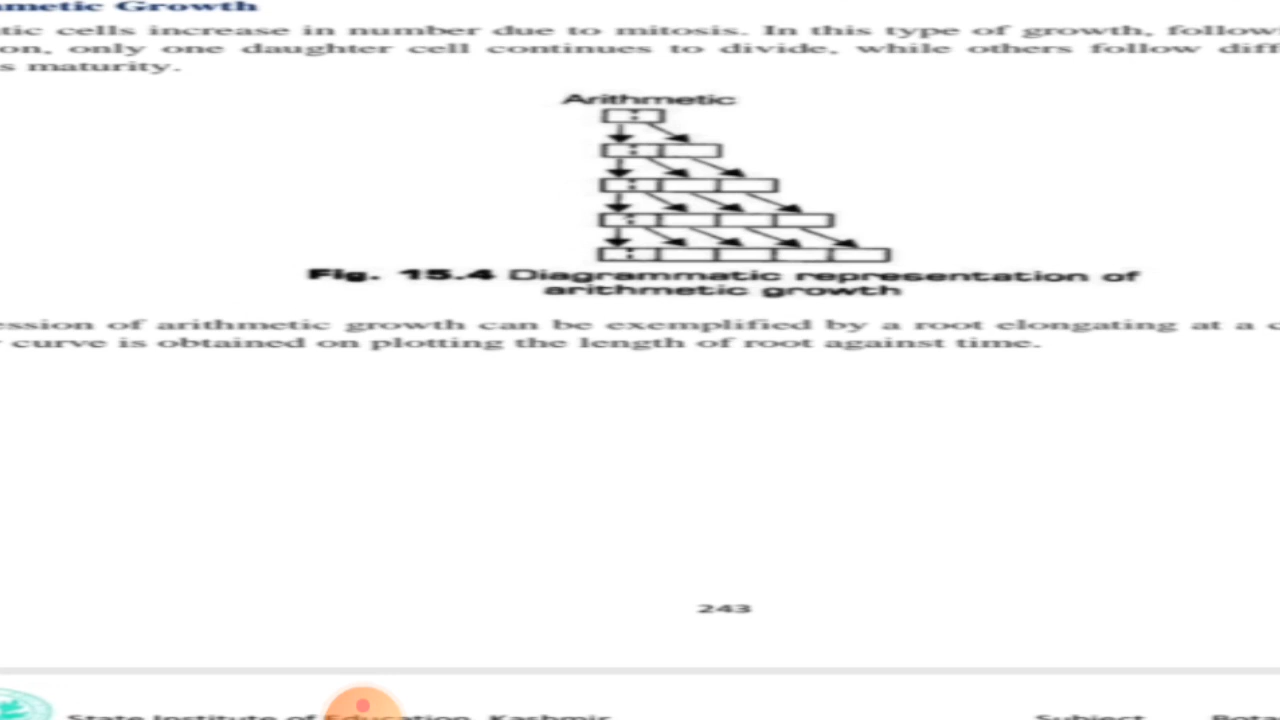 metic Growth
tic cells increase in number due to mitosis. In this type of growth, follow
on, only one daughter cell continues to divide, while others follow diff
s maturity.
Arithmetic
Fig. 15.4 Diagrammatic representation of
arithmetic growth
ession of arithmetic growth can be exemplified by a root elongating at a c
curve is obtained on plotting the length of root against time.
243
State Institute of Education, Kashmir
Subject
Bota